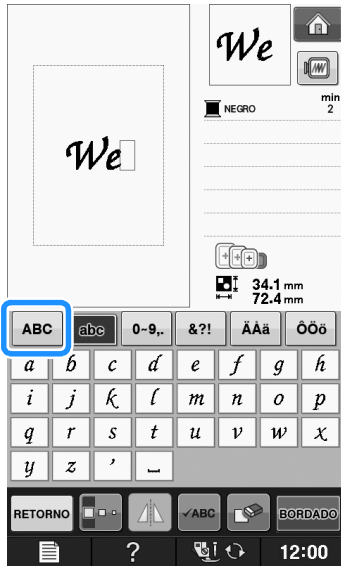 We
We
min
NEGRO 2
34.1 mm
72.4 mm
ABC abc 0~9,. &?! ÄÀä ÔÖö
a b c d e f g h
i j k l m n o p
q r s t u v w x
y z ’ ⎵
RETORNO ✓ABC BORDADO
? 12:00